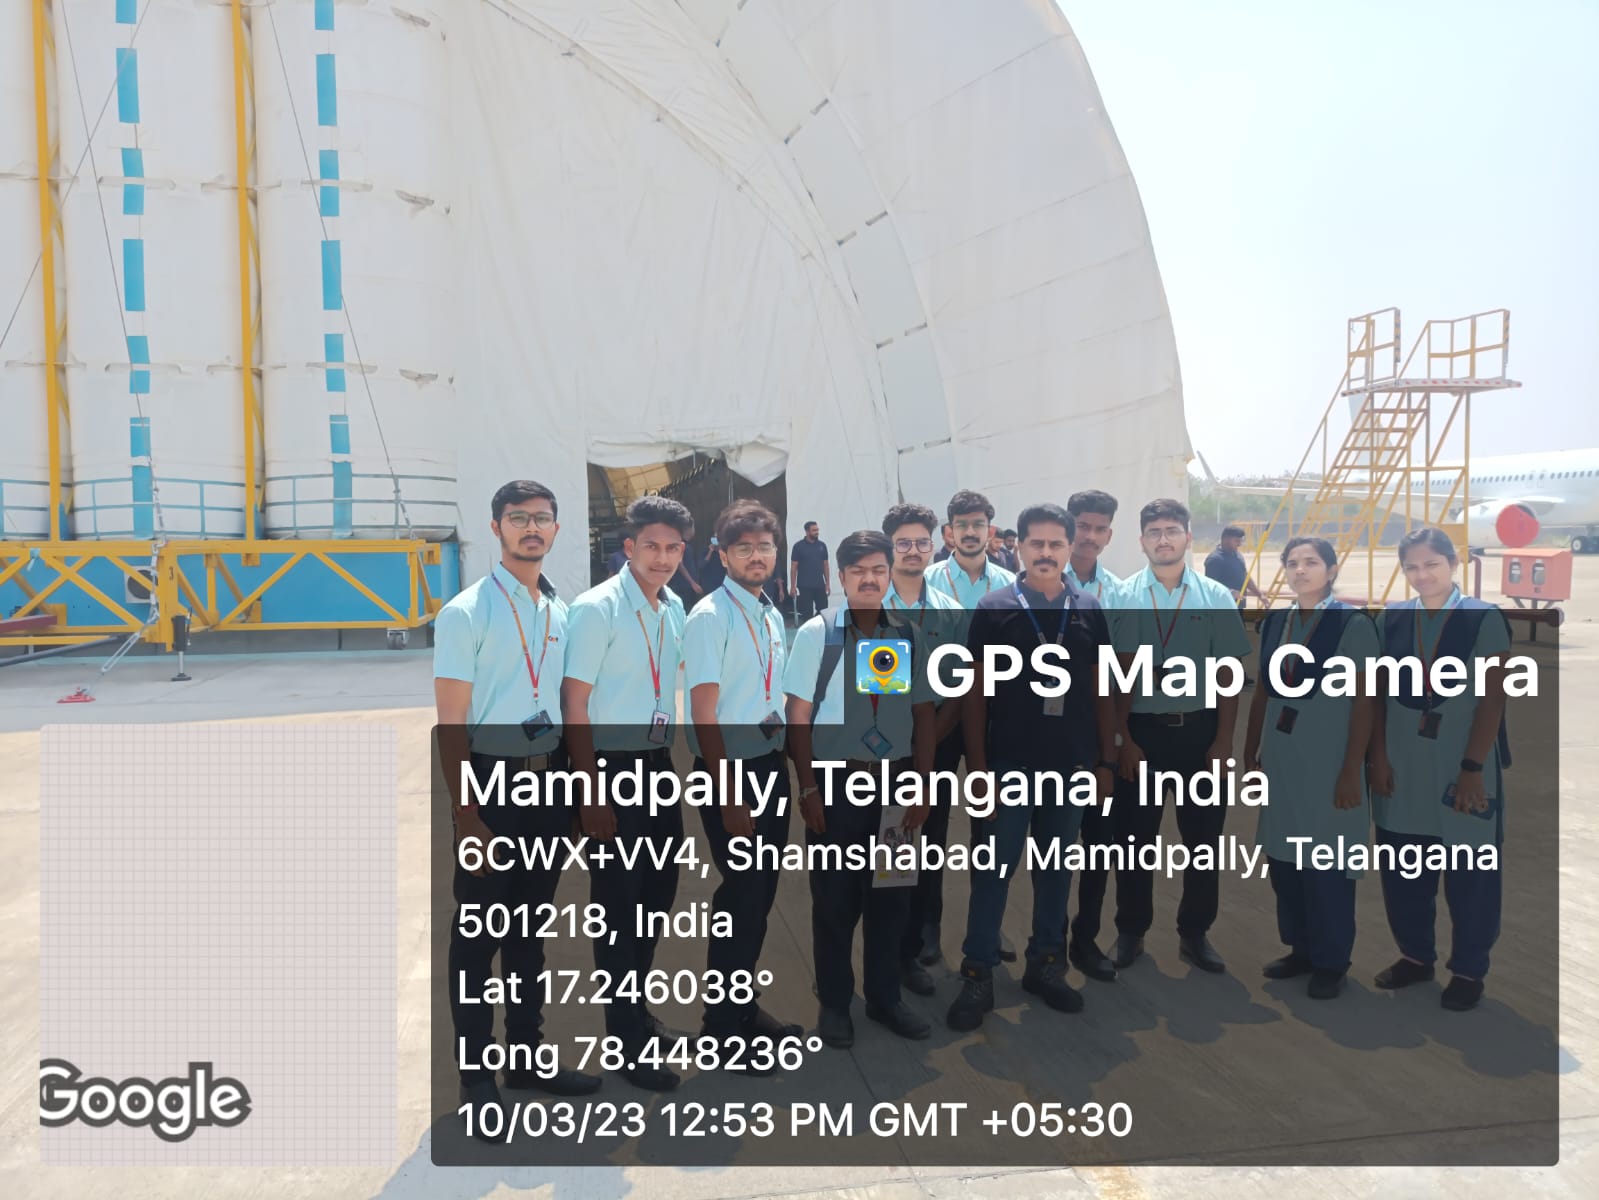 GPS Map Camera
Mamidpally, Telangana, India
6CWX+VV4, Shamshabad, Mamidpally, Telangana
501218, India
Lat 17.246038°
Long 78.448236°
10/03/23 12:53 PM GMT +05:30
Google
3